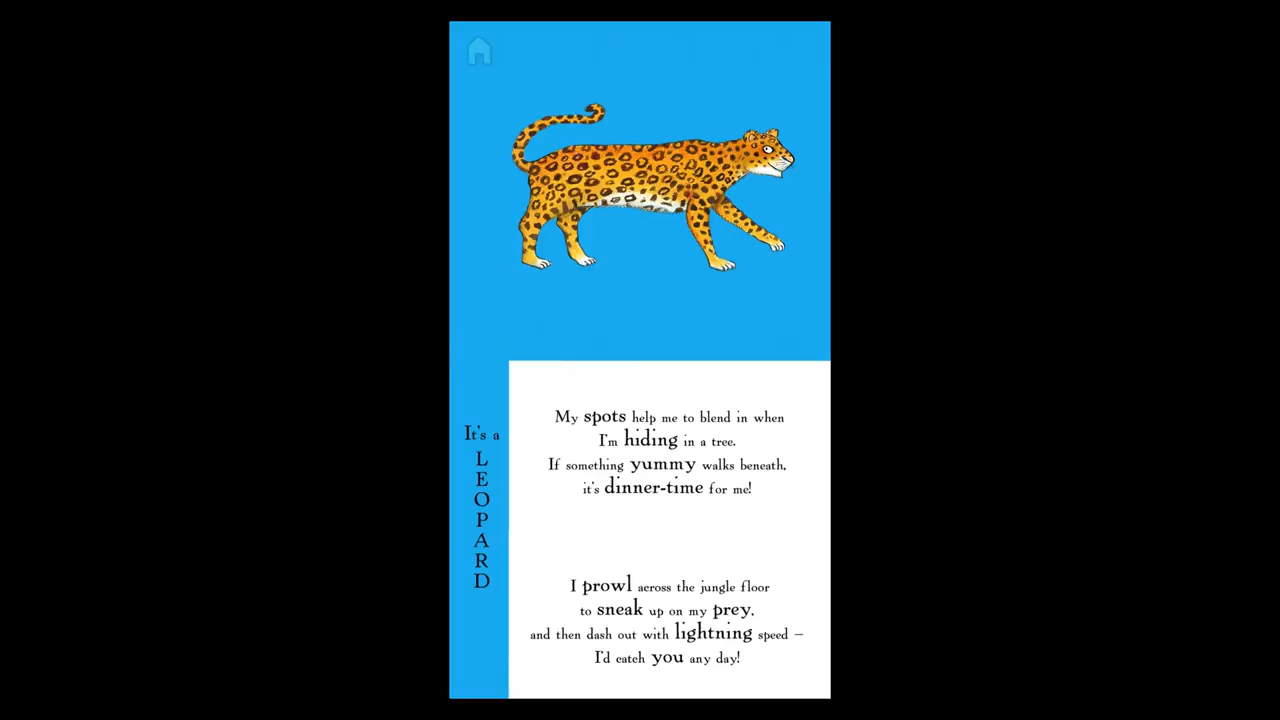 It's a
LEOPARD
My spots help me to blend in when
I'm hiding in a tree.
If something yummy walks beneath,
it's dinner-time for me!
I prowl across the jungle floor
to sneak up on my prey,
and then dash out with lightning speed –
I'd catch you any day!